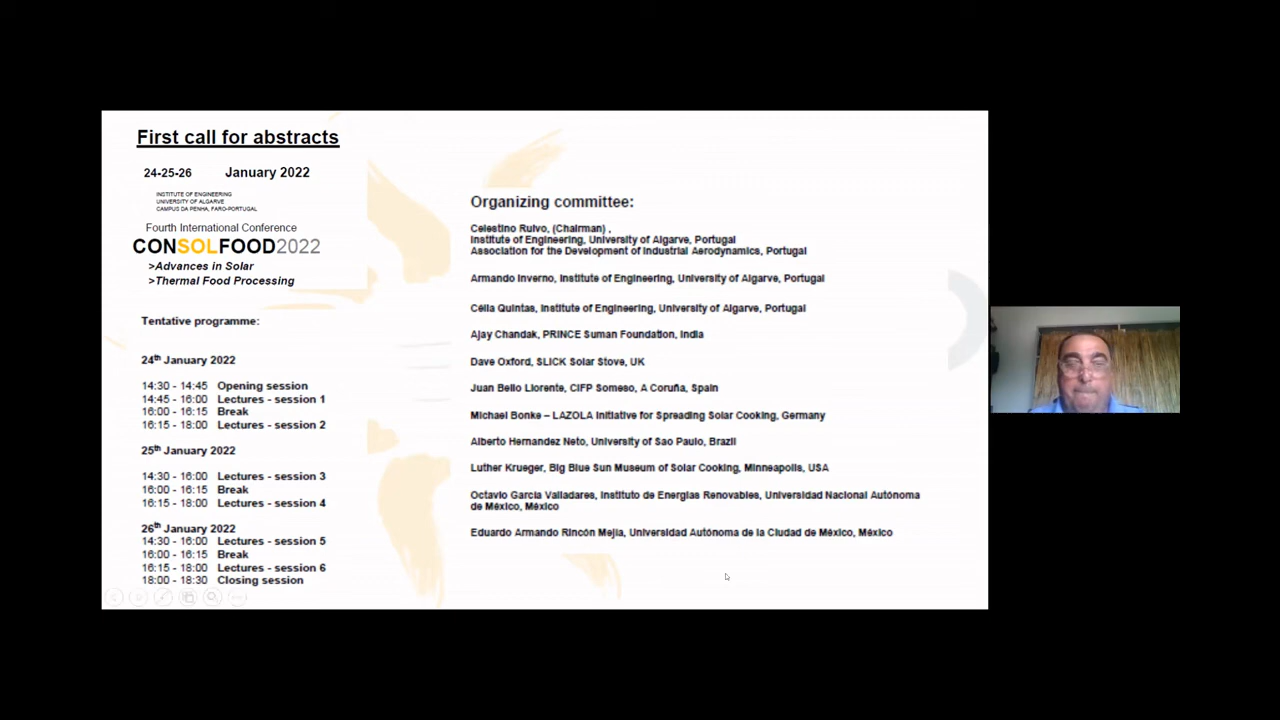 First call for abstracts
24-25-26 January 2022
INSTITUTE OF ENGINEERING
UNIVERSITY OF ALGARVE
CAMPUS DA PENHA, FARO-PORTUGAL
Fourth International Conference
CONSOLFOOD2022
>Advances in Solar
>Thermal Food Processing
Tentative programme:
24th January 2022
14:30 - 14:45 Opening session
14:45 - 16:00 Lectures - session 1
16:00 - 16:15 Break
16:15 - 18:00 Lectures - session 2
25th January 2022
14:30 - 16:00 Lectures - session 3
16:00 - 16:15 Break
16:15 - 18:00 Lectures - session 4
26th January 2022
14:30 - 16:00 Lectures - session 5
16:00 - 16:15 Break
16:15 - 18:00 Lectures - session 6
18:00 - 18:30 Closing session
Organizing committee:
Celestino Ruivo, (Chairman) ,
Institute of Engineering, University of Algarve, Portugal
Association for the Development of Industrial Aerodynamics, Portugal
Armando Inverno, Institute of Engineering, University of Algarve, Portugal
Célia Quintas, Institute of Engineering, University of Algarve, Portugal
Ajay Chandak, PRINCE Suman Foundation, India
Dave Oxford, SLICK Solar Stove, UK
Juan Bello Llorente, CIFP Someso, A Coruña, Spain
Michael Bonke – LAZOLA Initiative for Spreading Solar Cooking, Germany
Alberto Hernandez Neto, University of Sao Paulo, Brazil
Luther Krueger, Big Blue Sun Museum of Solar Cooking, Minneapolis, USA
Octavio García Valladares, Instituto de Energías Renovables, Universidad Nacional Autónoma
de México, México
Eduardo Armando Rincón Mejía, Universidad Autónoma de la Ciudad de México, México